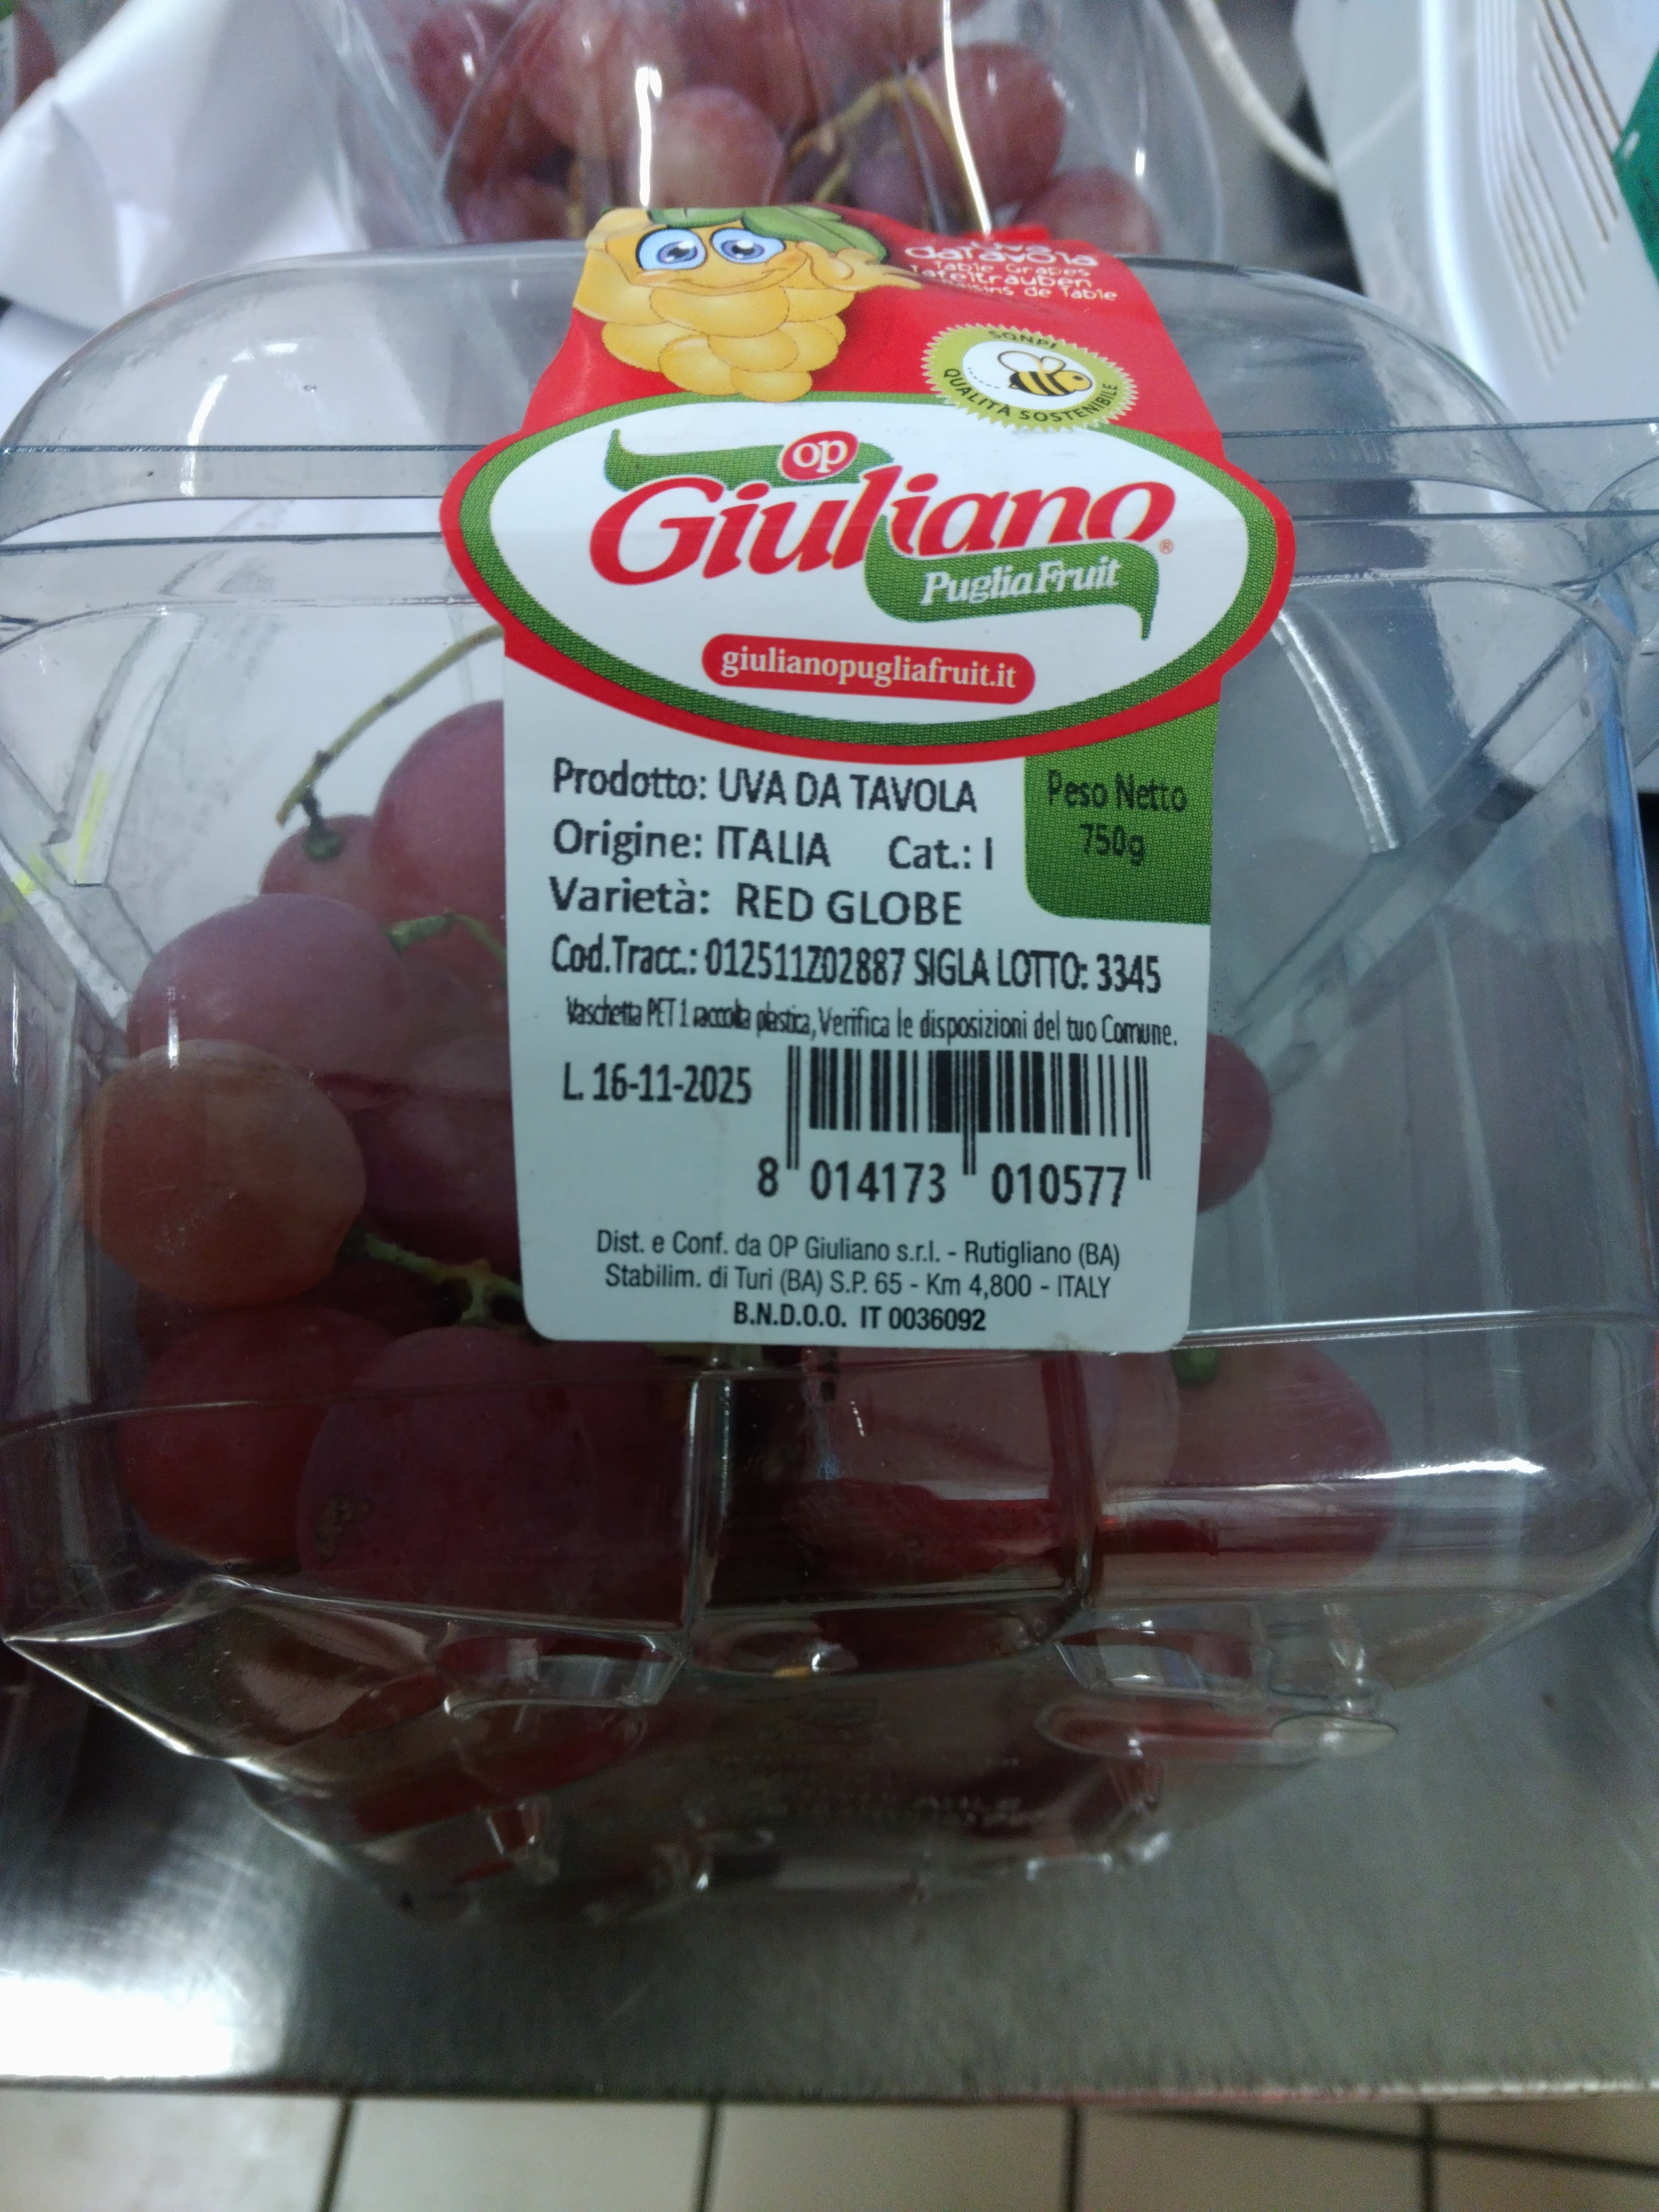 uva
da Tavola
Table Grapes
Tafeltrauben
Raisins de Table
SQNPI
QUALITÀ SOSTENIBILE
op
Giuliano®
PugliaFruit
giulianopugliafruit.it
Prodotto: UVA DA TAVOLA
Peso Netto
750g
Origine: ITALIA Cat.: I
Varietà: RED GLOBE
Cod.Tracc.: 012511Z02887 SIGLA LOTTO: 3345
Vaschetta PET 1 raccolta plastica, Verifica le disposizioni del tuo Comune.
L. 16-11-2025
8 014173 010577
Dist. e Conf. da OP Giuliano s.r.l. - Rutigliano (BA)
Stabilim. di Turi (BA) S.P. 65 - Km 4,800 - ITALY
B.N.D.O.O. IT 0036092